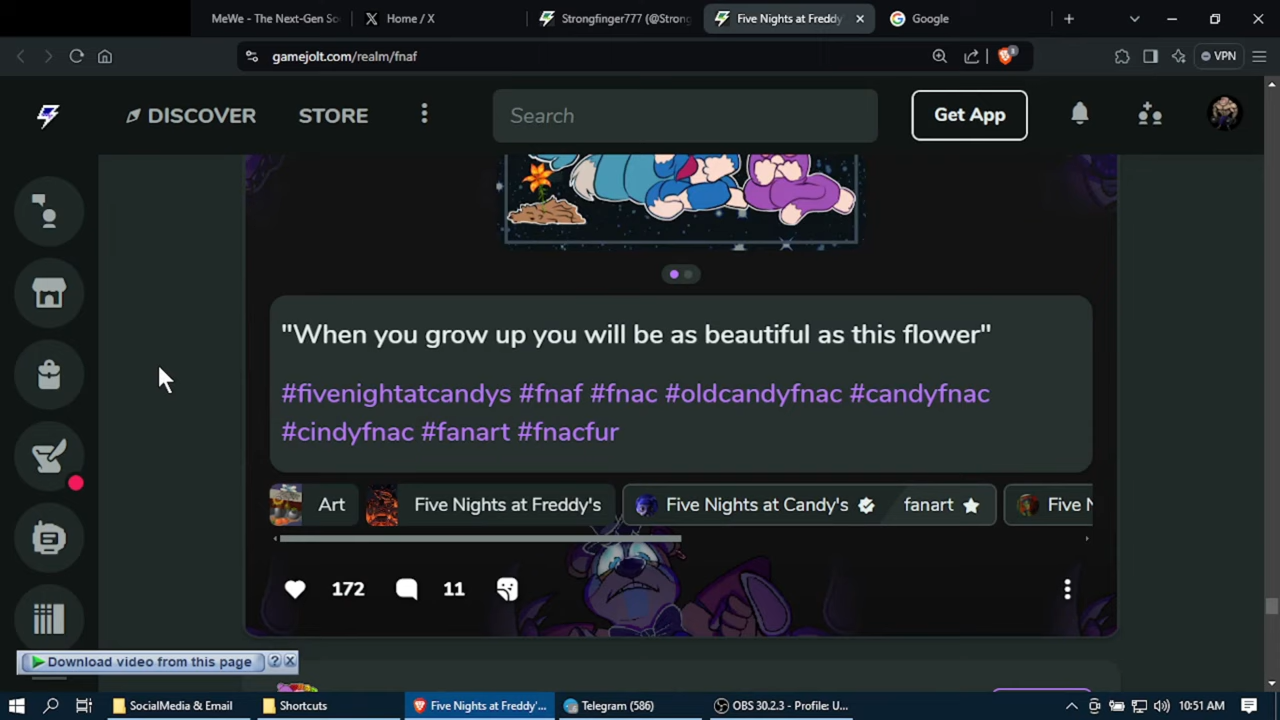 MeWe - The Next-Gen So
Home / X
Strongfinger777 (@Strong
Five Nights at Freddy'
Google
gamejolt.com/realm/fnaf
VPN
DISCOVER
STORE
Search
Get App
"When you grow up you will be as beautiful as this flower"
#fivenightatcandys #fnaf #fnac #oldcandyfnac #candyfnac
#cindyfnac #fanart #fnacfur
Art
Five Nights at Freddy's
Five Nights at Candy's
fanart
Five N
172
11
Download video from this page
SocialMedia & Email
Shortcuts
Five Nights at Freddy'...
Telegram (586)
OBS 30.2.3 - Profile: U...
10:51 AM